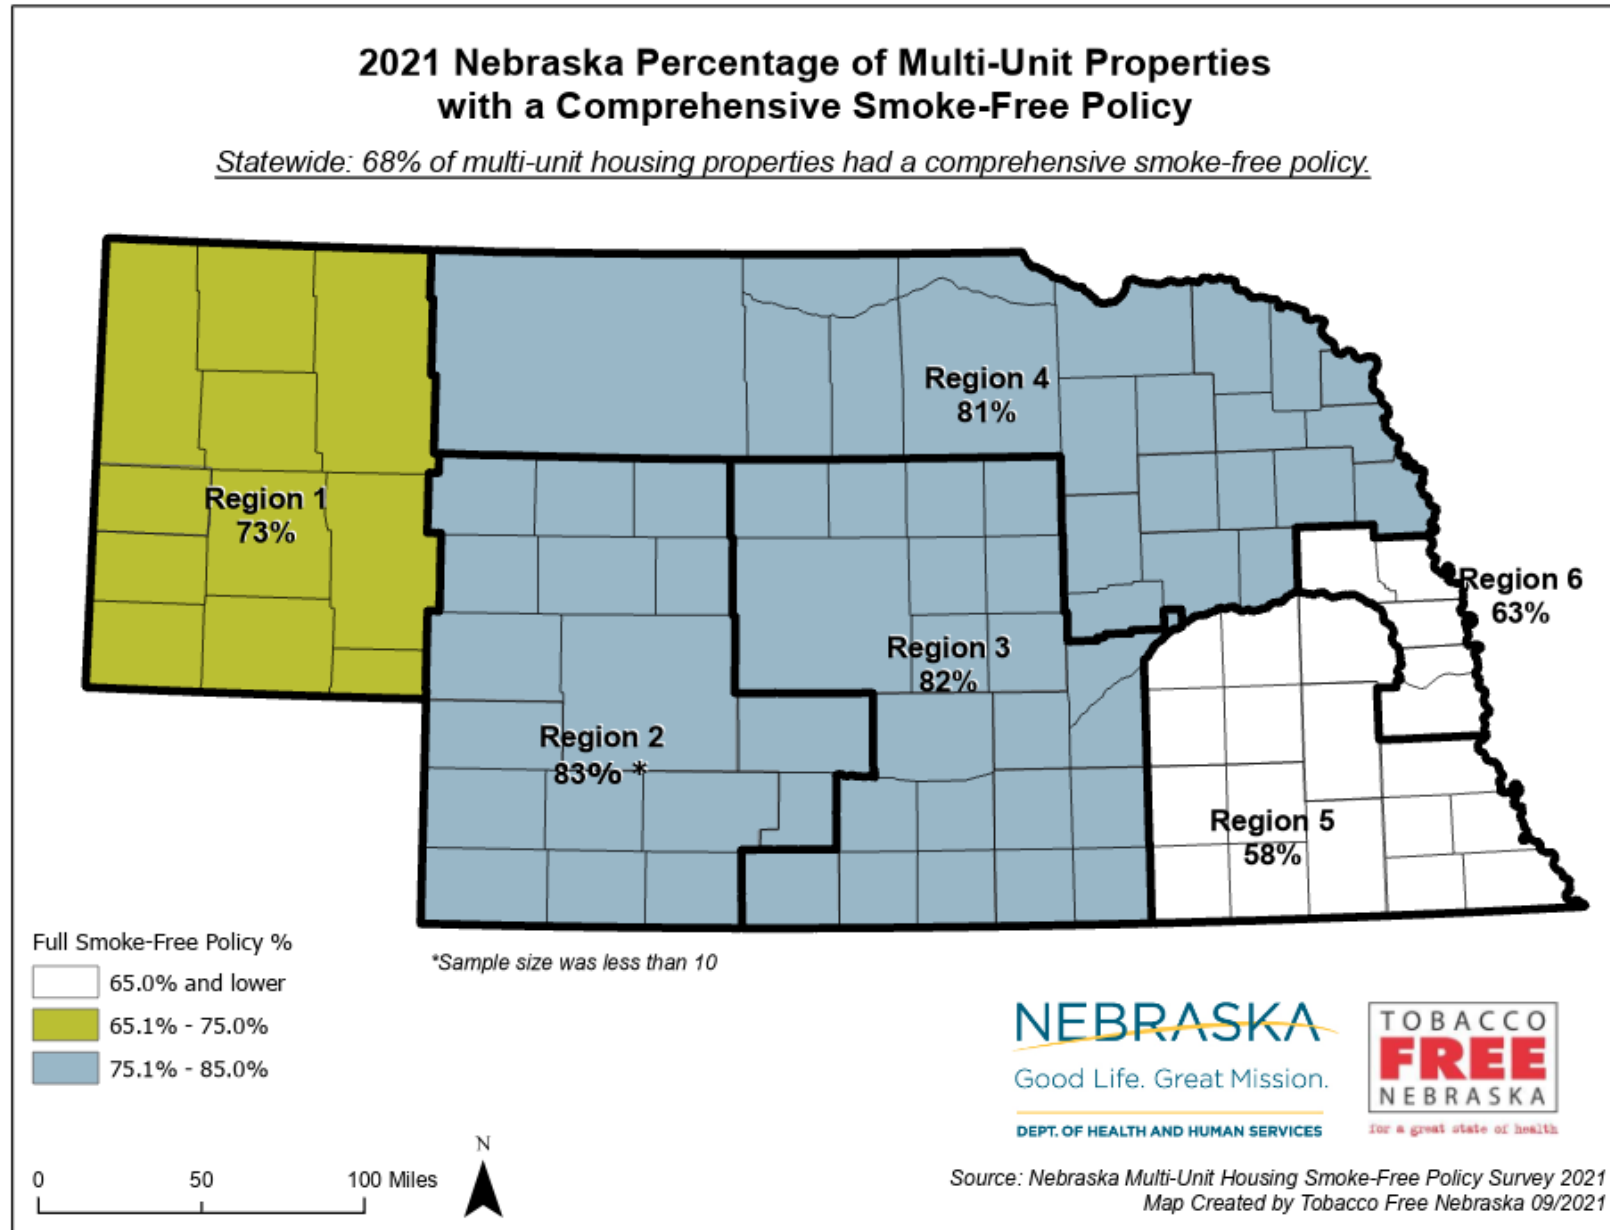 2021 Nebraska Percentage of Multi-Unit Properties
with a Comprehensive Smoke-Free Policy
Statewide: 68% of multi-unit housing properties had a comprehensive smoke-free policy.
Region 4
81%
Region 1
73%
Region 6
63%
Region 3
82%
Region 2
83% *
Region 5
58%
Full Smoke-Free Policy %
65.0% and lower
65.1% - 75.0%
75.1% - 85.0%
*Sample size was less than 10
NEBRASKA
Good Life. Great Mission.
DEPT. OF HEALTH AND HUMAN SERVICES
TOBACCO
FREE
NEBRASKA
for a great state of health
N
0 50 100 Miles
Source: Nebraska Multi-Unit Housing Smoke-Free Policy Survey 2021
Map Created by Tobacco Free Nebraska 09/2021